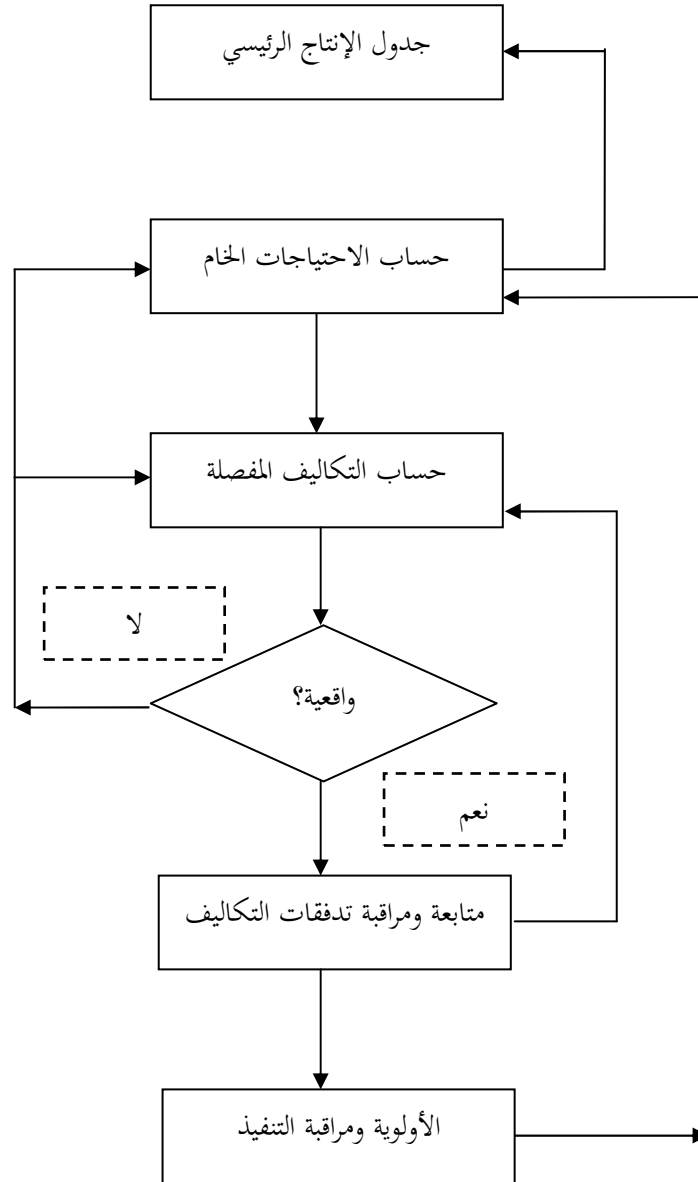 جدول الإنتاج الرئيسي
حساب الاحتياجات الخام
حساب التكاليف المفصلة
لا
واقعية؟
نعم
متابعة ومراقبة تدفقات التكاليف
الأولوية ومراقبة التنفيذ